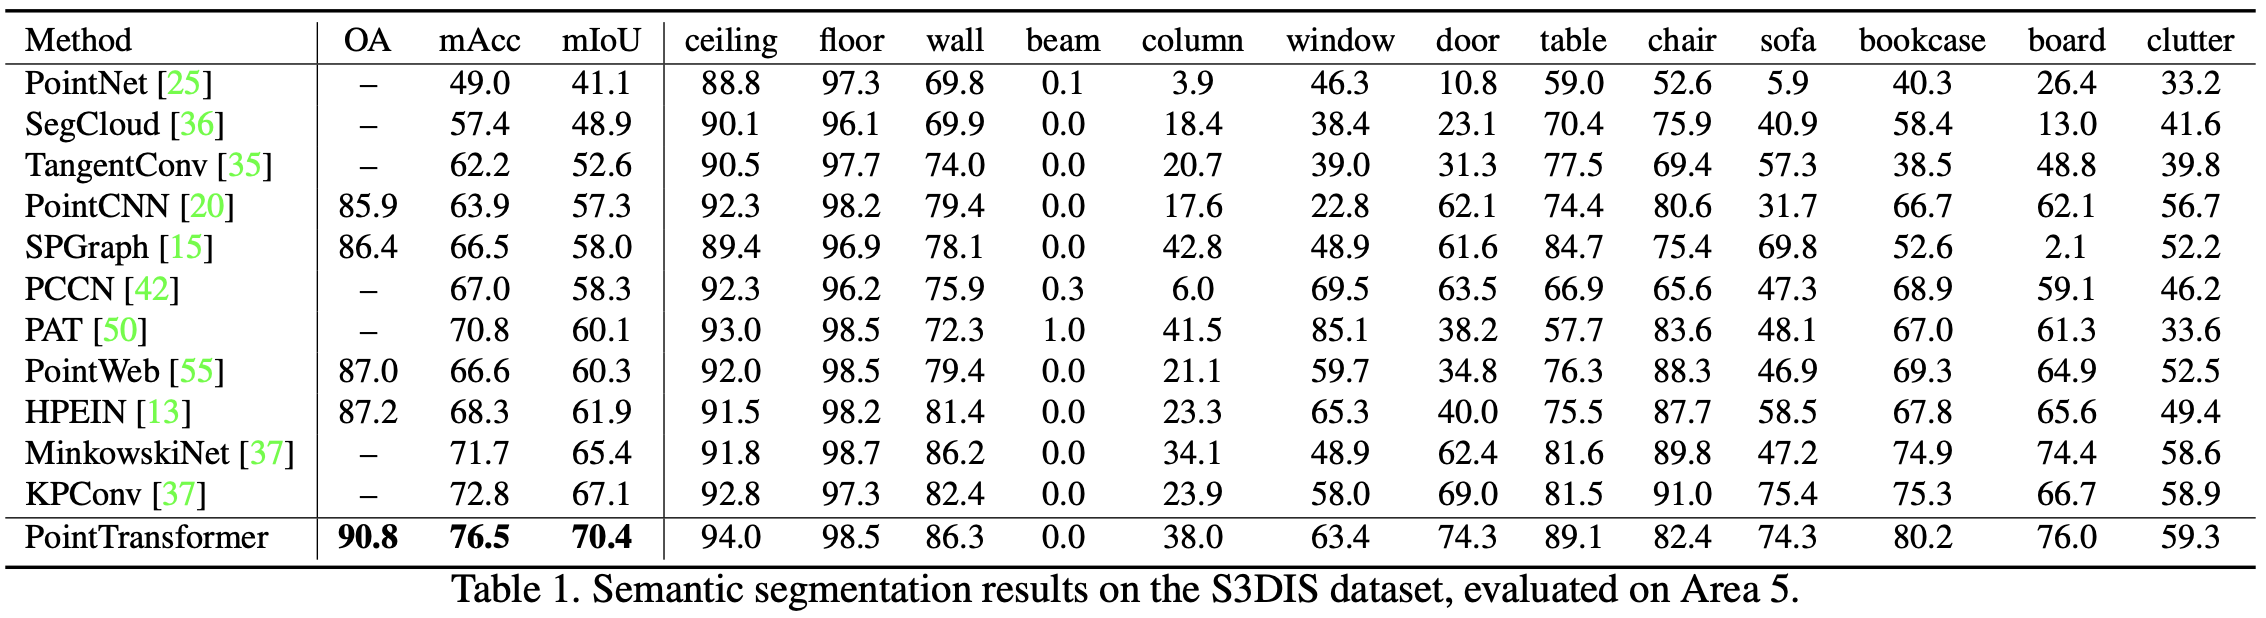 Method OA mAcc mIoU ceiling floor wall beam column window door table chair sofa bookcase board clutter
PointNet [25] – 49.0 41.1 88.8 97.3 69.8 0.1 3.9 46.3 10.8 59.0 52.6 5.9 40.3 26.4 33.2
SegCloud [36] – 57.4 48.9 90.1 96.1 69.9 0.0 18.4 38.4 23.1 70.4 75.9 40.9 58.4 13.0 41.6
TangentConv [35] – 62.2 52.6 90.5 97.7 74.0 0.0 20.7 39.0 31.3 77.5 69.4 57.3 38.5 48.8 39.8
PointCNN [20] 85.9 63.9 57.3 92.3 98.2 79.4 0.0 17.6 22.8 62.1 74.4 80.6 31.7 66.7 62.1 56.7
SPGraph [15] 86.4 66.5 58.0 89.4 96.9 78.1 0.0 42.8 48.9 61.6 84.7 75.4 69.8 52.6 2.1 52.2
PCCN [42] – 67.0 58.3 92.3 96.2 75.9 0.3 6.0 69.5 63.5 66.9 65.6 47.3 68.9 59.1 46.2
PAT [50] – 70.8 60.1 93.0 98.5 72.3 1.0 41.5 85.1 38.2 57.7 83.6 48.1 67.0 61.3 33.6
PointWeb [55] 87.0 66.6 60.3 92.0 98.5 79.4 0.0 21.1 59.7 34.8 76.3 88.3 46.9 69.3 64.9 52.5
HPEIN [13] 87.2 68.3 61.9 91.5 98.2 81.4 0.0 23.3 65.3 40.0 75.5 87.7 58.5 67.8 65.6 49.4
MinkowskiNet [37] – 71.7 65.4 91.8 98.7 86.2 0.0 34.1 48.9 62.4 81.6 89.8 47.2 74.9 74.4 58.6
KPConv [37] – 72.8 67.1 92.8 97.3 82.4 0.0 23.9 58.0 69.0 81.5 91.0 75.4 75.3 66.7 58.9
PointTransformer 90.8 76.5 70.4 94.0 98.5 86.3 0.0 38.0 63.4 74.3 89.1 82.4 74.3 80.2 76.0 59.3
Table 1. Semantic segmentation results on the S3DIS dataset, evaluated on Area 5.